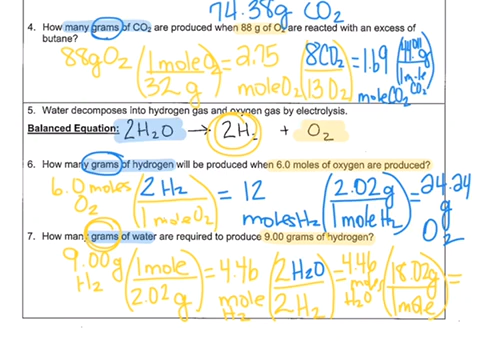 74.38g CO₂
4. How many grams of CO₂ are produced when 88 g of O₂ are reacted with an excess of
butane?
88gO₂ (1 mole O₂ / 32 g) = 2.75 mole O₂ (8CO₂ / 13 O₂) = 1.69 mole CO₂ (44.01 g / 1 mole CO₂)
5. Water decomposes into hydrogen gas and oxygen gas by electrolysis.
Balanced Equation: 2H₂O → 2H₂ + O₂
6. How many grams of hydrogen will be produced when 6.0 moles of oxygen are produced?
6.0 moles O₂ (2 H₂ / 1 mole O₂) = 12 moles H₂ (2.02 g / 1 mole H₂) = 24.24 g O₂
7. How many grams of water are required to produce 9.00 grams of hydrogen?
9.00 g H₂ (1 mole / 2.02 g) = 4.46 mole H₂ (2 H₂O / 2 H₂) = 4.46 moles H₂O (18.02 g / 1 mole) =